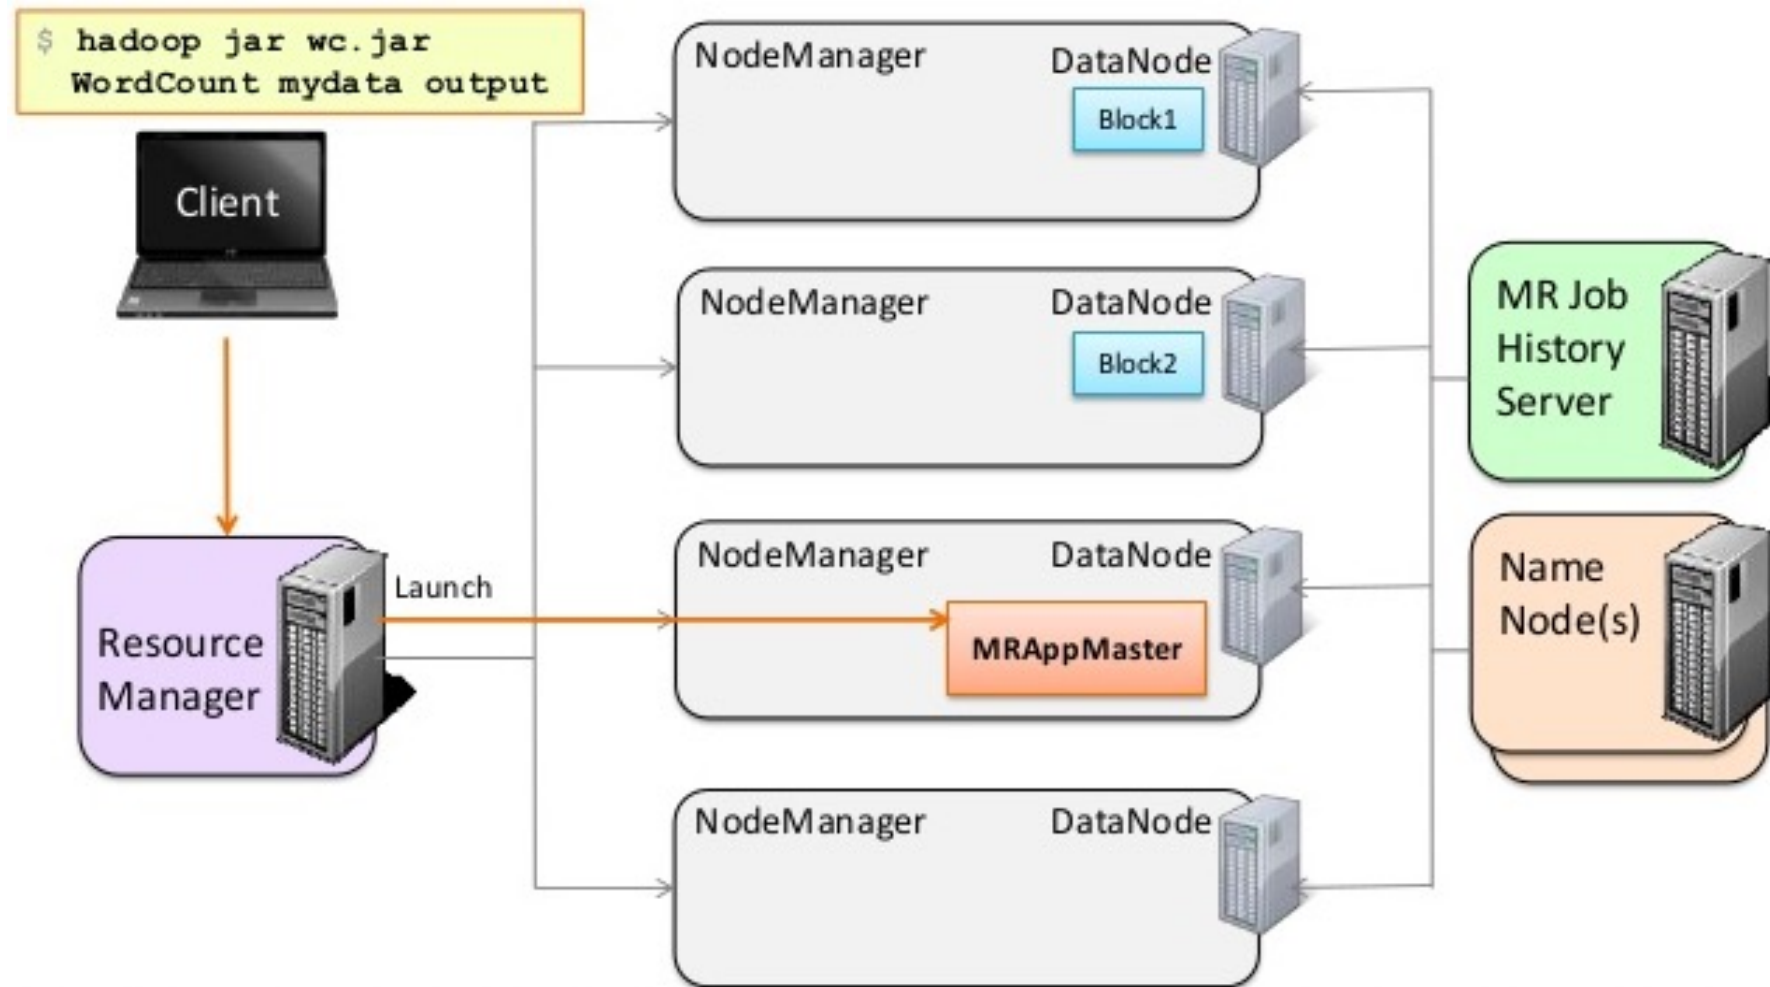 $ hadoop jar wc.jar
WordCount mydata output
Client
Resource
Manager
Launch
NodeManager
DataNode
Block1
NodeManager
DataNode
Block2
NodeManager
DataNode
MRAppMaster
NodeManager
DataNode
MR Job
History
Server
Name
Node(s)